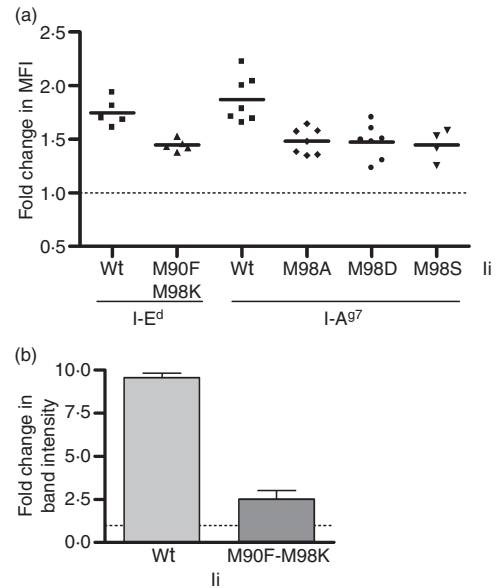 (a)
Fold change in MFI
2·5
2·0
1·5
1·0
0·5
Wt M90F Wt M98A M98D M98S Ii
M98K
I-Eᵈ I-Aᵍ⁷
(b)
Fold change in
band intensity
10·0
7·5
5·0
2·5
0·0
Wt M90F-M98K
Ii